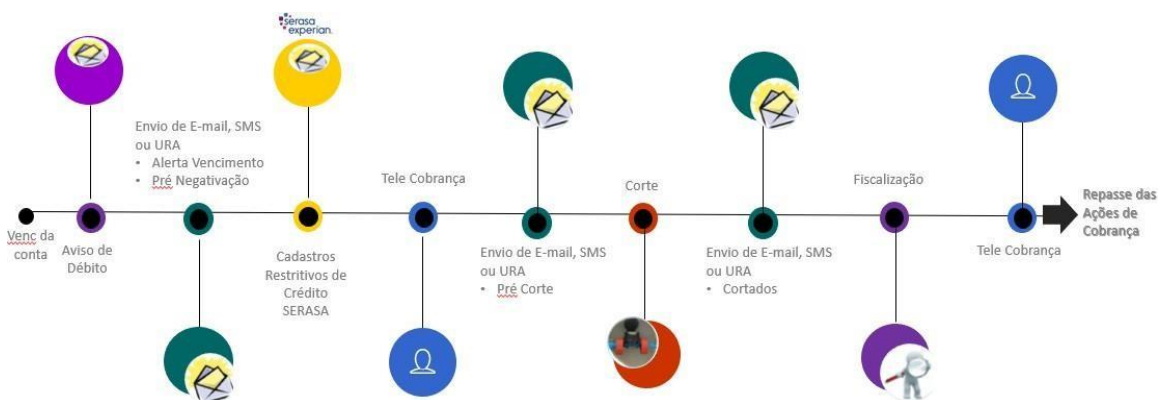 serasa
experian.
Venc da
conta
Aviso de
Débito
Envio de E-mail, SMS
ou URA
• Alerta Vencimento
• Pré Negativação
Cadastros
Restritivos de
Crédito
SERASA
Tele Cobrança
Envio de E-mail, SMS
ou URA
• Pré Corte
Corte
Envio de E-mail, SMS
ou URA
• Cortados
Fiscalização
Tele Cobrança
Repasse das
Ações de
Cobrança